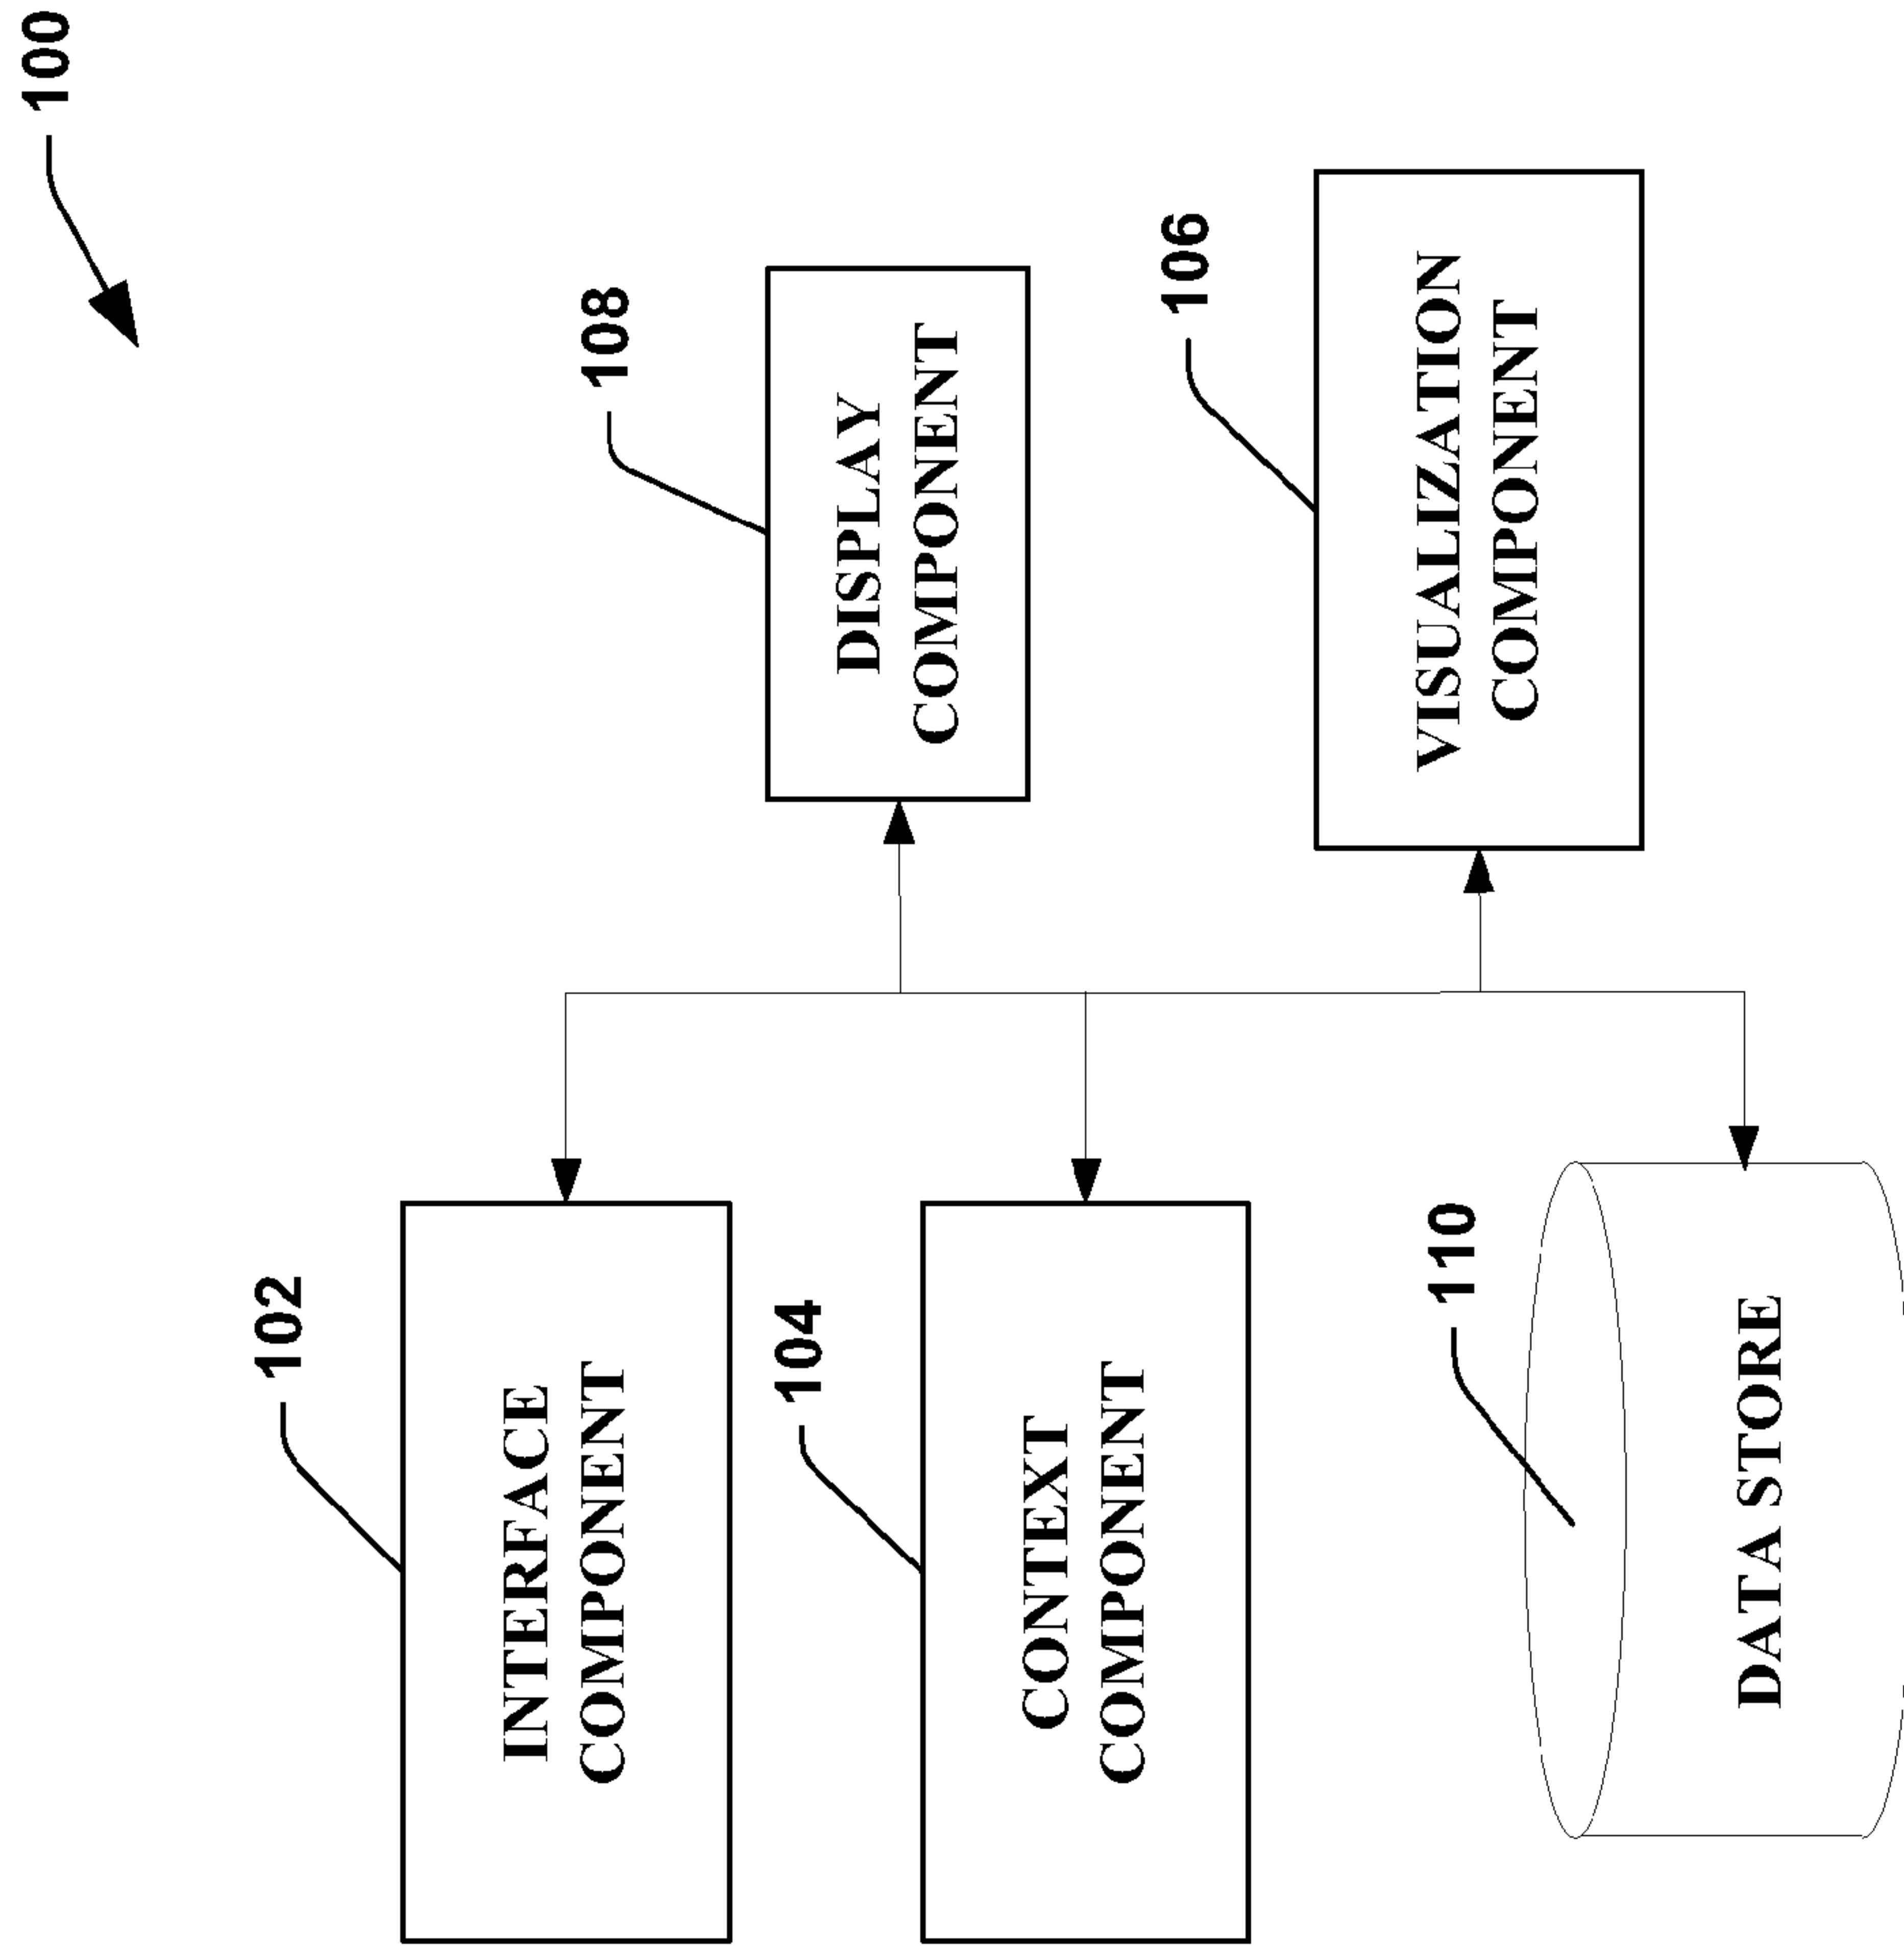 100
102
INTERFACE
COMPONENT
108
DISPLAY
COMPONENT
104
CONTEXT
COMPONENT
106
VISUALIZATION
COMPONENT
110
DATA STORE